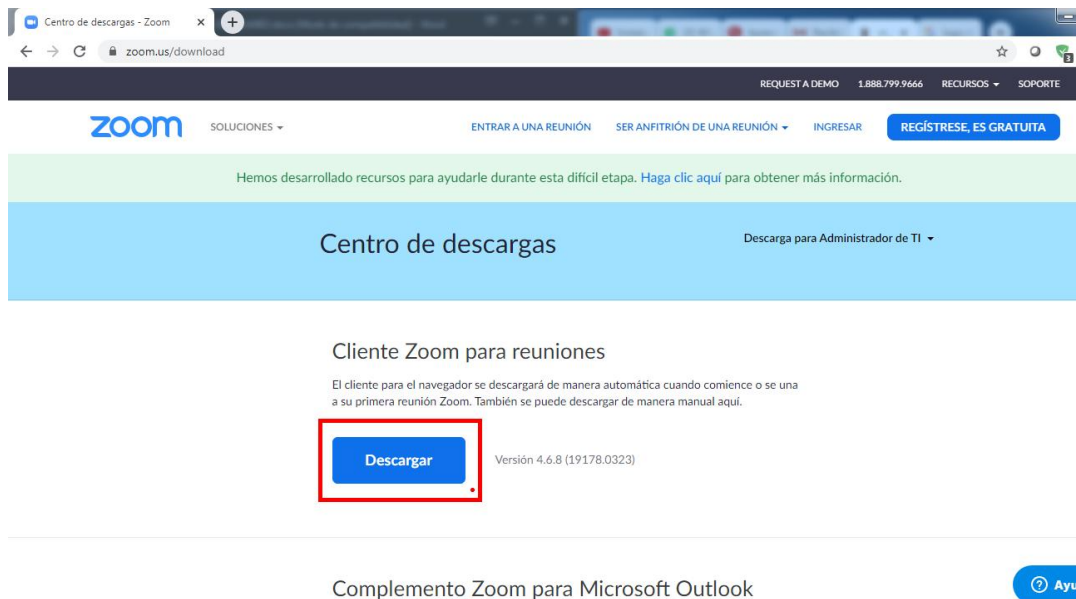 Centro de descargas - Zoom
zoom.us/download
3
REQUEST A DEMO 1.888.799.9666 RECURSOS SOPORTE
zoom SOLUCIONES ENTRAR A UNA REUNIÓN SER ANFITRIÓN DE UNA REUNIÓN INGRESAR REGÍSTRESE, ES GRATUITA
Hemos desarrollado recursos para ayudarle durante esta difícil etapa. Haga clic aquí para obtener más información.
Centro de descargas
Descarga para Administrador de TI
Cliente Zoom para reuniones
El cliente para el navegador se descargará de manera automática cuando comience o se una
a su primera reunión Zoom. También se puede descargar de manera manual aquí.
Descargar Versión 4.6.8 (19178.0323)
Complemento Zoom para Microsoft Outlook
Ayu